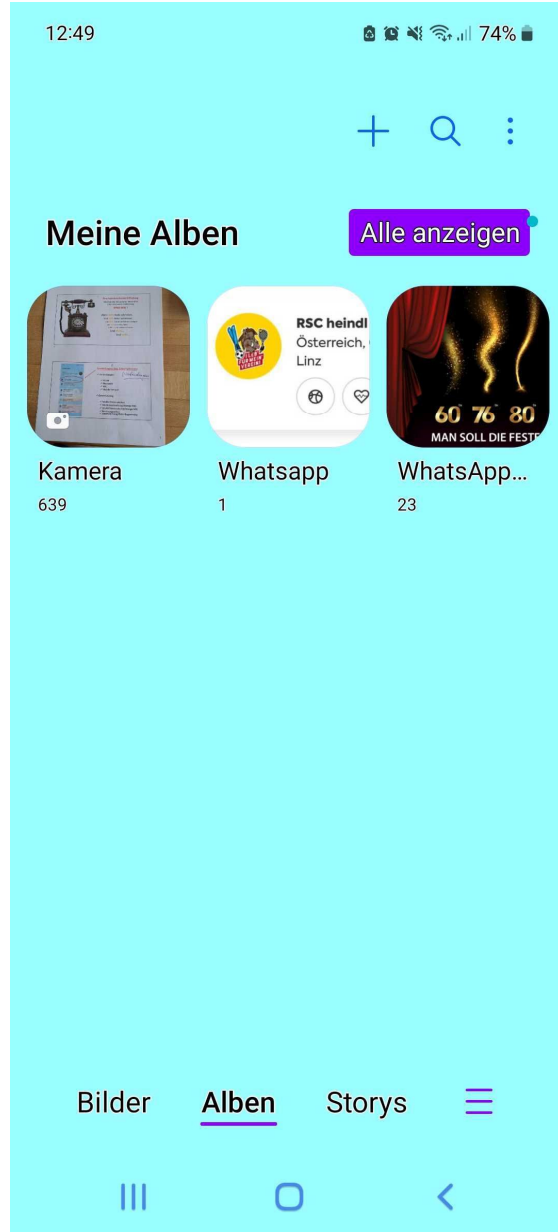 12:49
74%
Meine Alben
Alle anzeigen
RSC heindl
Österreich,
Linz
60 76 80
MAN SOLL DIE FESTE
Kamera
Whatsapp
WhatsApp...
639
1
23
Bilder
Alben
Storys